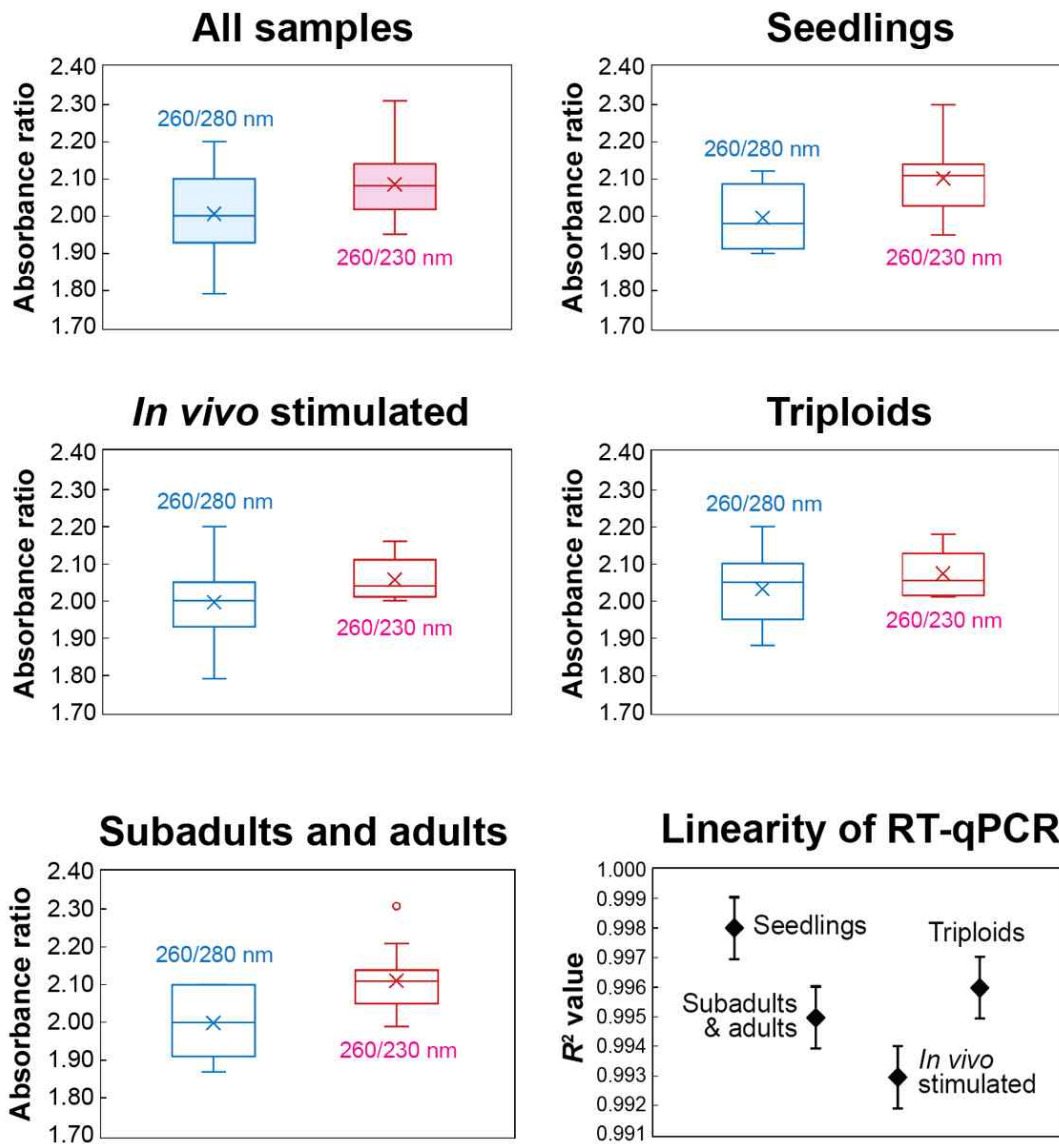 All samples
Absorbance ratio
2.40
2.30
2.20
2.10
2.00
1.90
1.80
1.70
260/280 nm
260/230 nm
Seedlings
Absorbance ratio
2.40
2.30
2.20
2.10
2.00
1.90
1.80
1.70
260/280 nm
260/230 nm
In vivo stimulated
Absorbance ratio
2.40
2.30
2.20
2.10
2.00
1.90
1.80
1.70
260/280 nm
260/230 nm
Triploids
Absorbance ratio
2.40
2.30
2.20
2.10
2.00
1.90
1.80
1.70
260/280 nm
260/230 nm
Subadults and adults
Absorbance ratio
2.40
2.30
2.20
2.10
2.00
1.90
1.80
1.70
260/280 nm
260/230 nm
Linearity of RT-qPCR
R² value
1.000
0.999
0.998
0.997
0.996
0.995
0.994
0.993
0.992
0.991
Seedlings
Triploids
Subadults
& adults
In vivo
stimulated